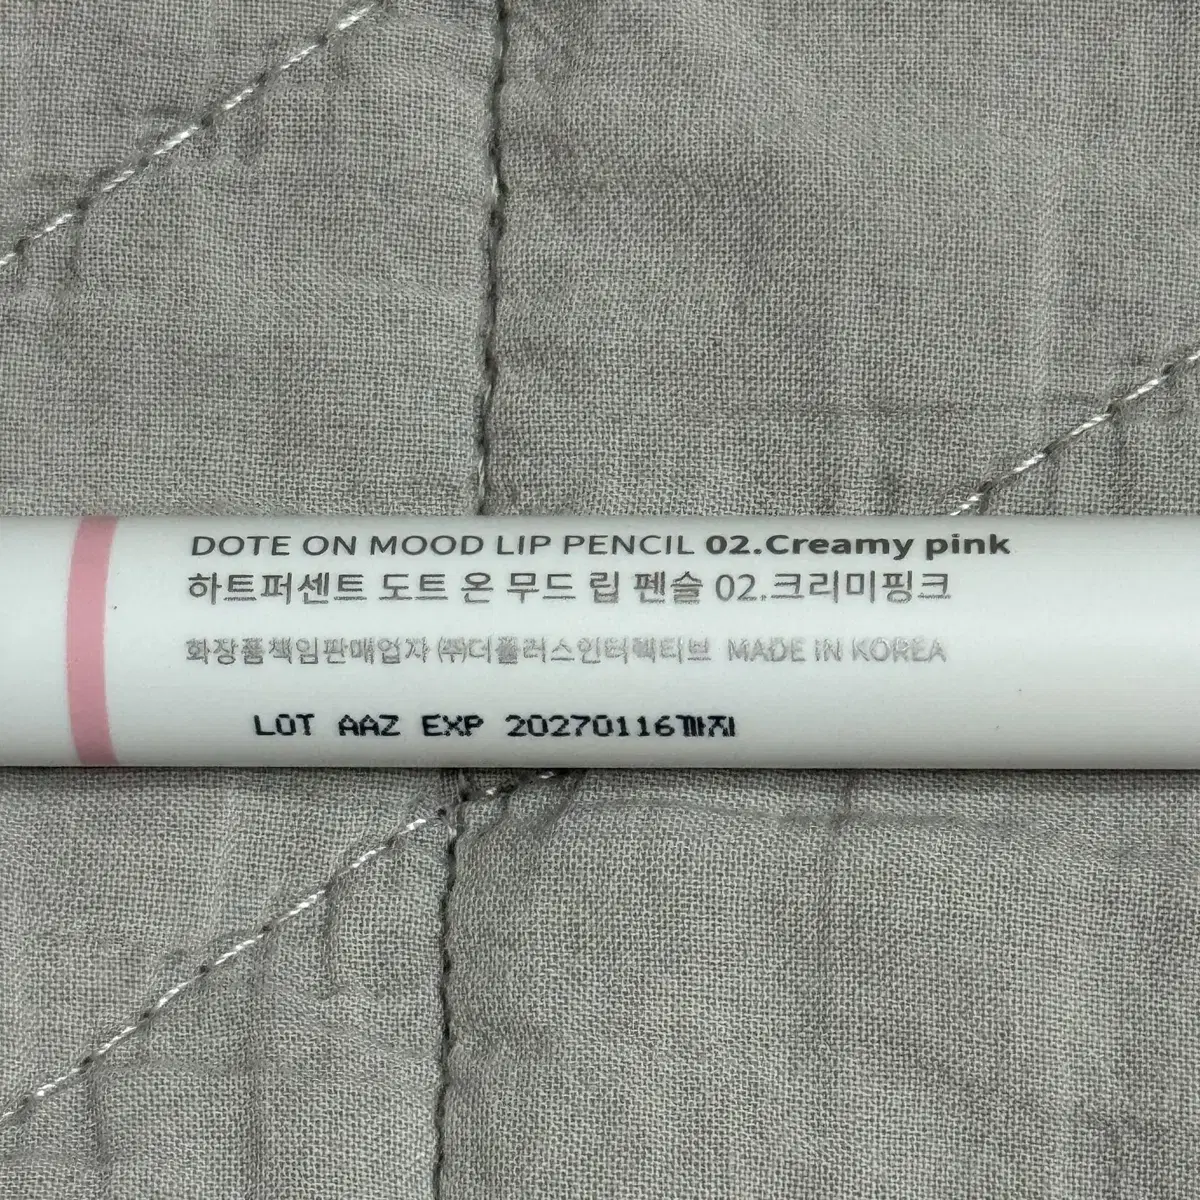 DOTE ON MOOD LIP PENCIL 02.Creamy pink
하트퍼센트 도트 온 무드 립 펜슬 02.크리미핑크
화장품책임판매업자 ㈜더플러스인터랙티브 MADE IN KOREA
LOT AAZ EXP 20270116까지